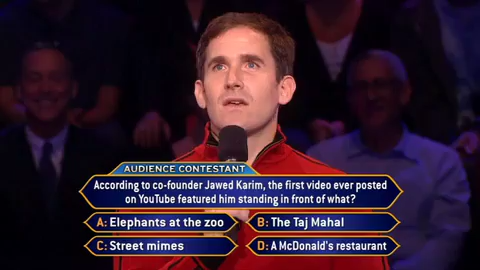 AUDIENCE CONTESTANT
According to co-founder Jawed Karim, the first video ever posted
on YouTube featured him standing in front of what?
A: Elephants at the zoo
B: The Taj Mahal
C: Street mimes
D: A McDonald's restaurant